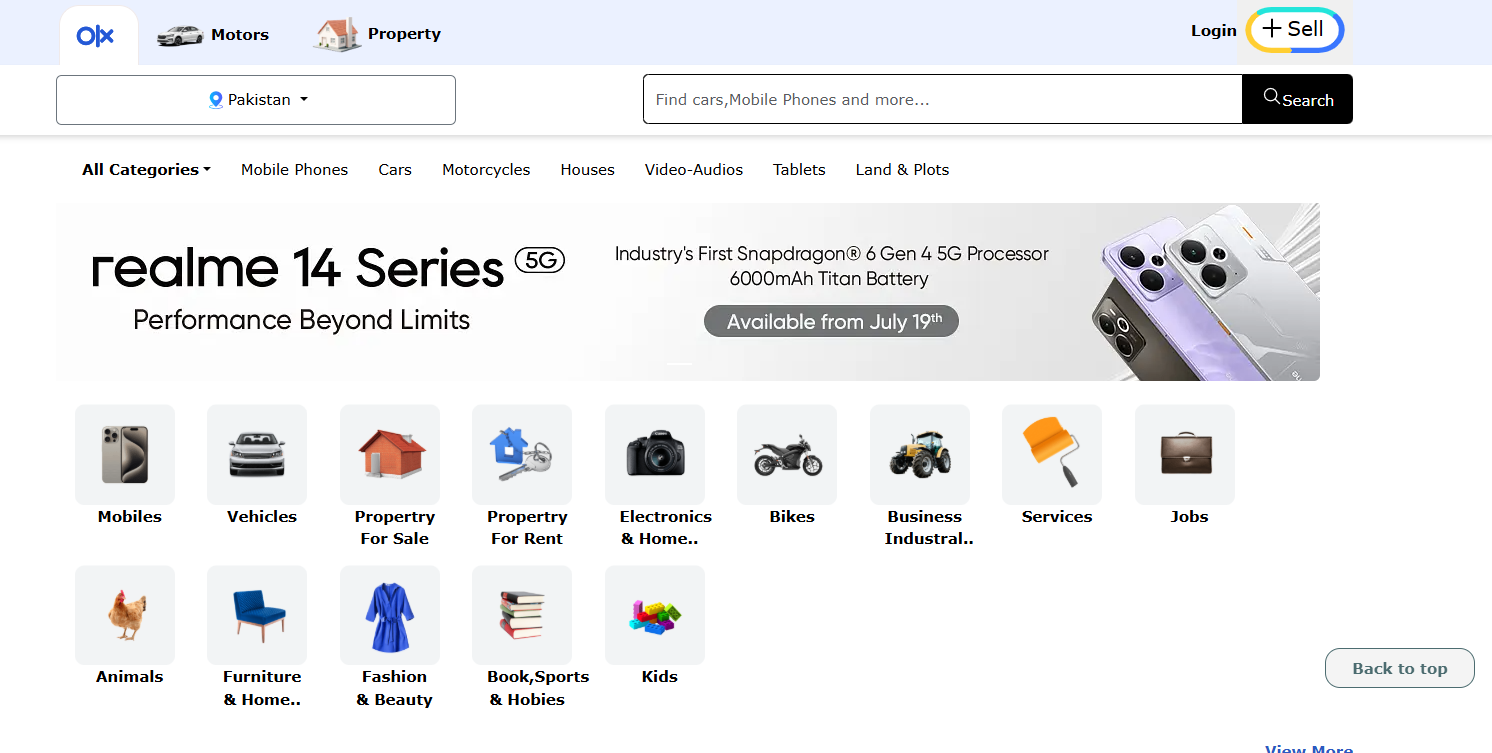 olx Motors Property Login + Sell
Pakistan Find cars,Mobile Phones and more... Search
All Categories Mobile Phones Cars Motorcycles Houses Video-Audios Tablets Land & Plots
realme 14 Series 5G
Performance Beyond Limits
Industry's First Snapdragon® 6 Gen 4 5G Processor
6000mAh Titan Battery
Available from July 19th
Mobiles
Vehicles
Propertry
For Sale
Propertry
For Rent
Electronics
& Home..
Bikes
Business
Industral..
Services
Jobs
Animals
Furniture
& Home..
Fashion
& Beauty
Book,Sports
& Hobies
Kids
Back to top
View More